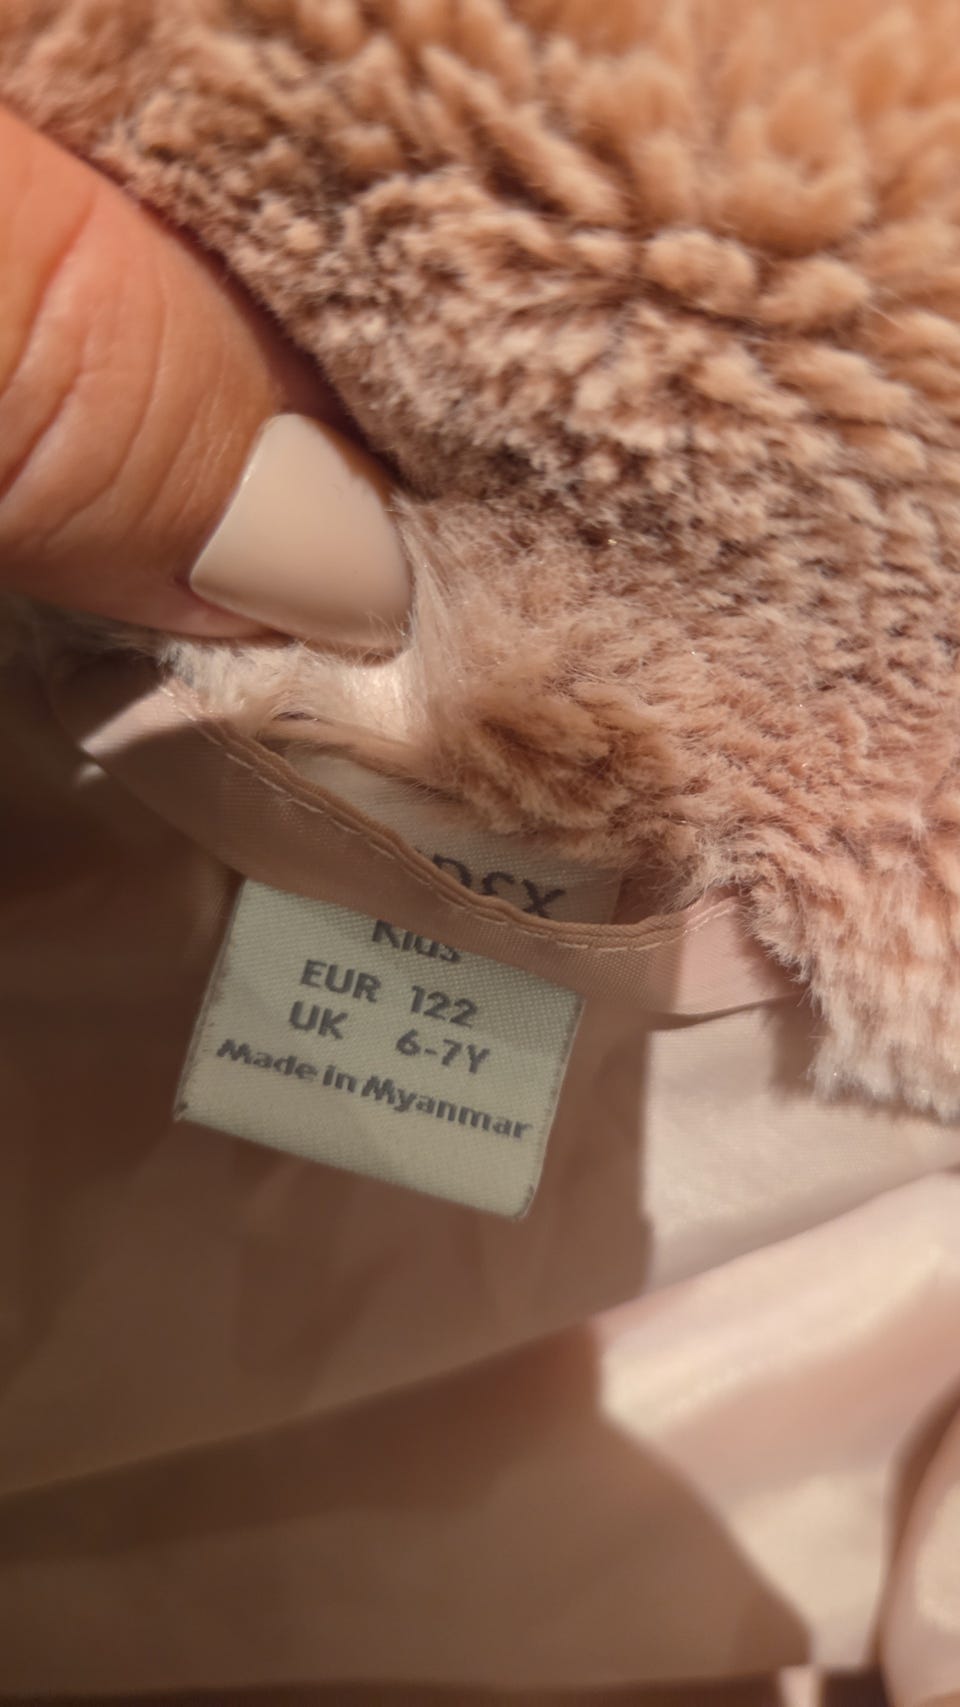 Kids
EUR 122
UK 6-7Y
Made in Myanmar